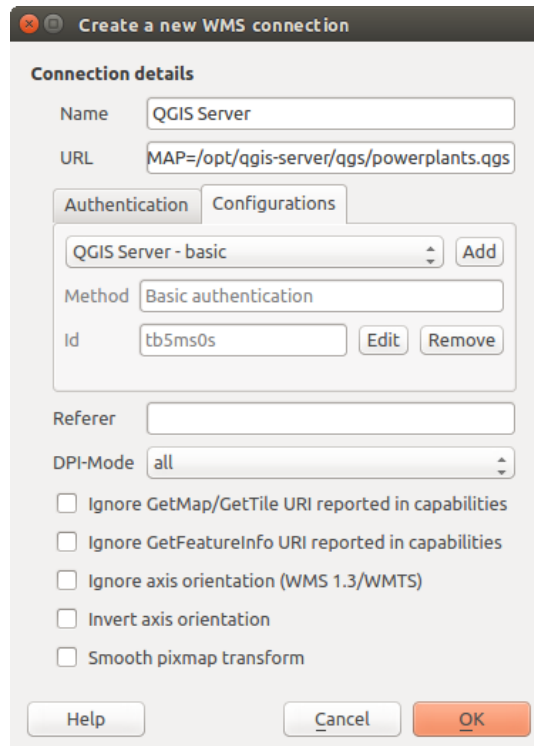 Create a new WMS connection
Connection details
Name QGIS Server
URL MAP=/opt/qgis-server/qgs/powerplants.qgs
Authentication Configurations
QGIS Server - basic Add
Method Basic authentication
Id tb5ms0s Edit Remove
Referer
DPI-Mode all
Ignore GetMap/GetTile URI reported in capabilities
Ignore GetFeatureInfo URI reported in capabilities
Ignore axis orientation (WMS 1.3/WMTS)
Invert axis orientation
Smooth pixmap transform
Help Cancel OK